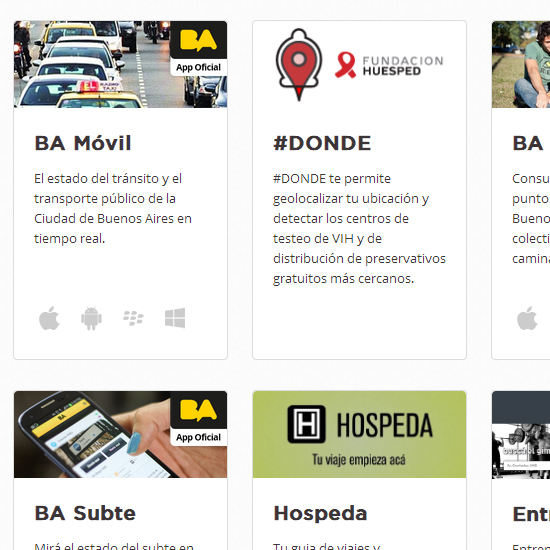 BA
App Oficial
TAXI
BA Móvil
El estado del tránsito y el
transporte público de la
Ciudad de Buenos Aires en
tiempo real.
FUNDACION
HUESPED
#DONDE
#DONDE te permite
geolocalizar tu ubicación y
detectar los centros de
testeo de VIH y de
distribución de preservativos
gratuitos más cercanos.
BA
Consu
punto
Bueno
colecti
camina
BA
App Oficial
BA Subte
Mirá el estado del subte en
H HOSPEDA
Tu viaje empieza acá
Hospeda
Tu guia de viajes y
Entr
Entren